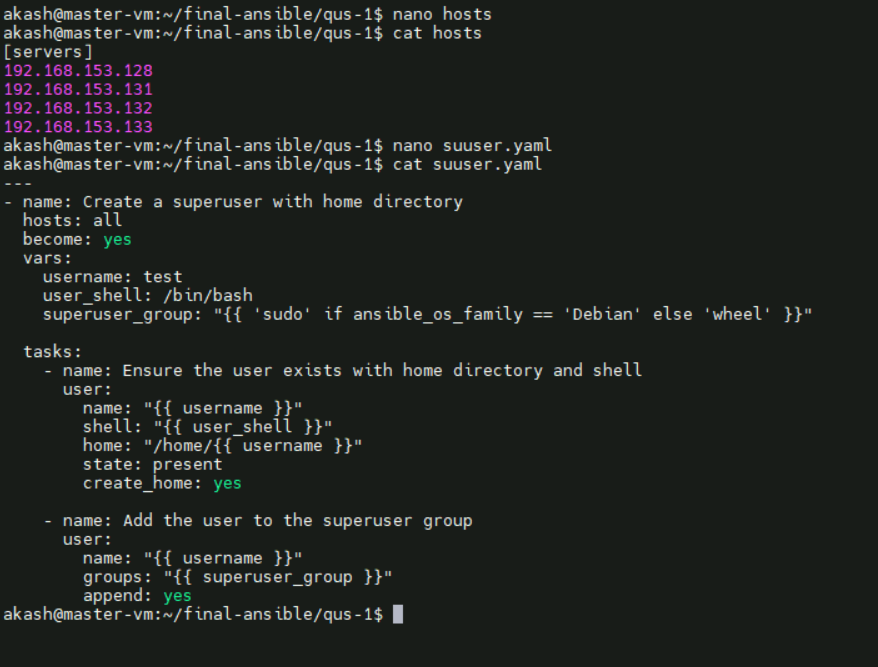 akash@master-vm:~/final-ansible/qus-1$ nano hosts
akash@master-vm:~/final-ansible/qus-1$ cat hosts
[servers]
192.168.153.128
192.168.153.131
192.168.153.132
192.168.153.133
akash@master-vm:~/final-ansible/qus-1$ nano suuser.yaml
akash@master-vm:~/final-ansible/qus-1$ cat suuser.yaml
---
- name: Create a superuser with home directory
  hosts: all
  become: yes
  vars:
    username: test
    user_shell: /bin/bash
    superuser_group: "{{ 'sudo' if ansible_os_family == 'Debian' else 'wheel' }}"

  tasks:
    - name: Ensure the user exists with home directory and shell
      user:
        name: "{{ username }}"
        shell: "{{ user_shell }}"
        home: "/home/{{ username }}"
        state: present
        create_home: yes

    - name: Add the user to the superuser group
      user:
        name: "{{ username }}"
        groups: "{{ superuser_group }}"
        append: yes
akash@master-vm:~/final-ansible/qus-1$